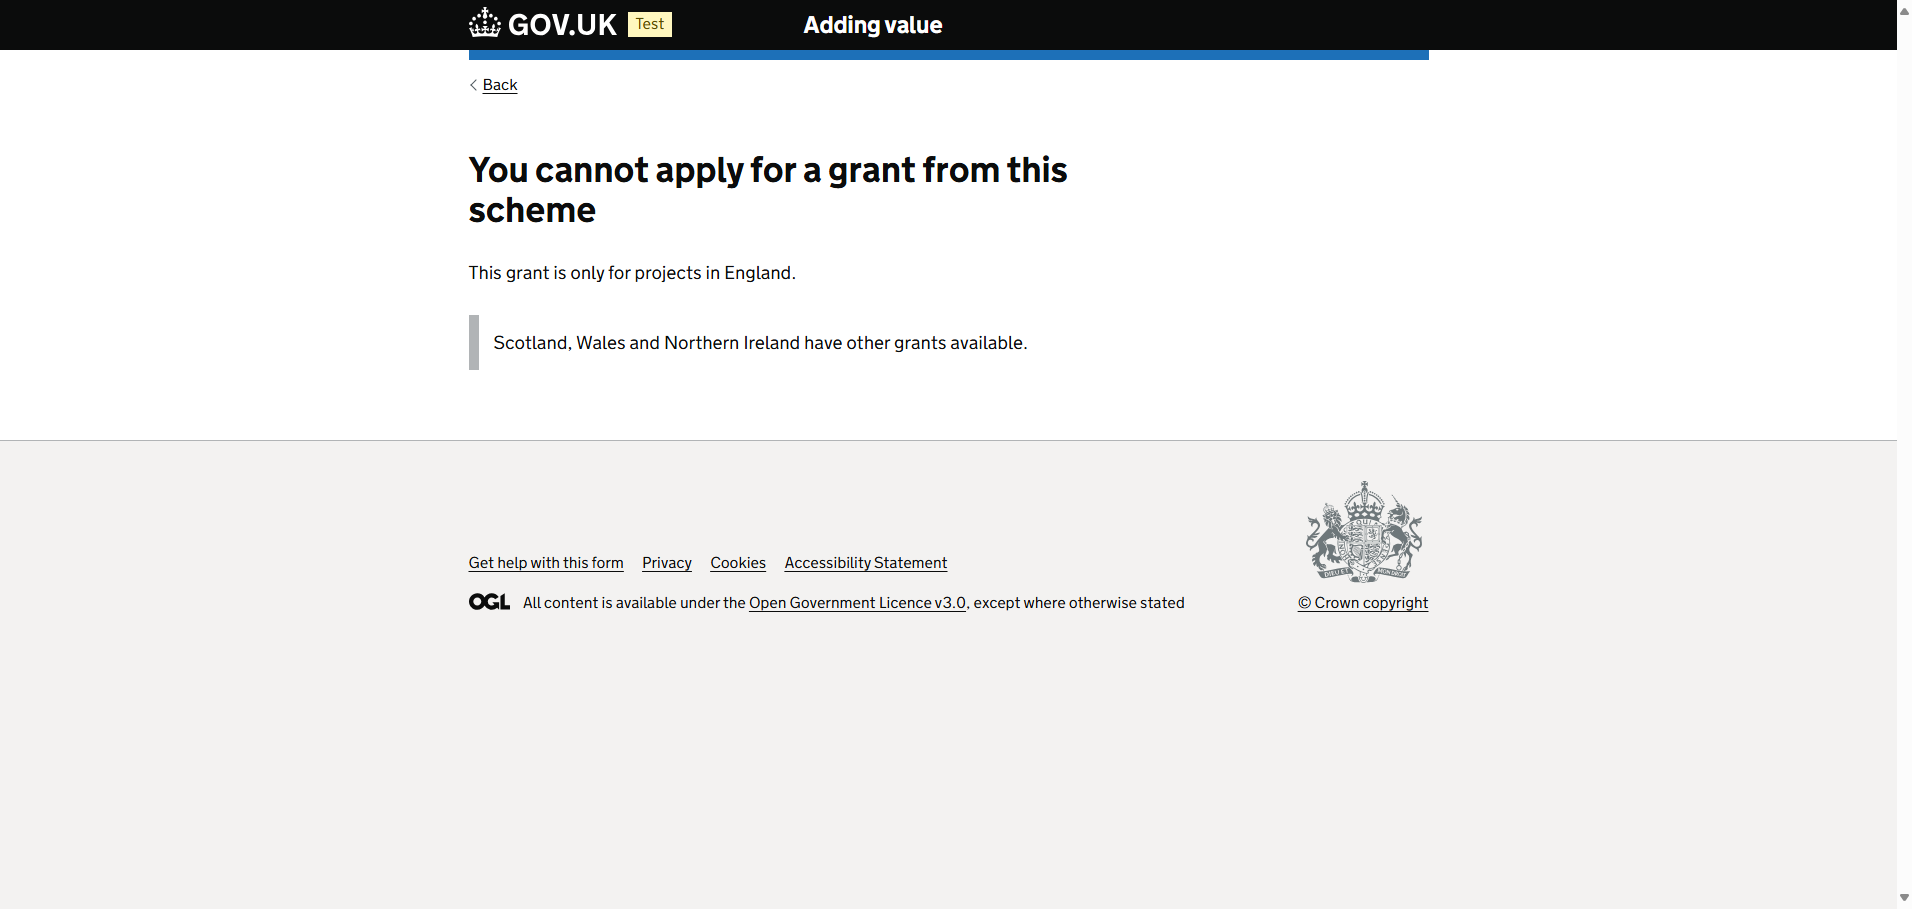 GOV.UK Test Adding value
Back
You cannot apply for a grant from this
scheme
This grant is only for projects in England.
Scotland, Wales and Northern Ireland have other grants available.
Get help with this form Privacy Cookies Accessibility Statement
OGL All content is available under the Open Government Licence v3.0, except where otherwise stated
© Crown copyright